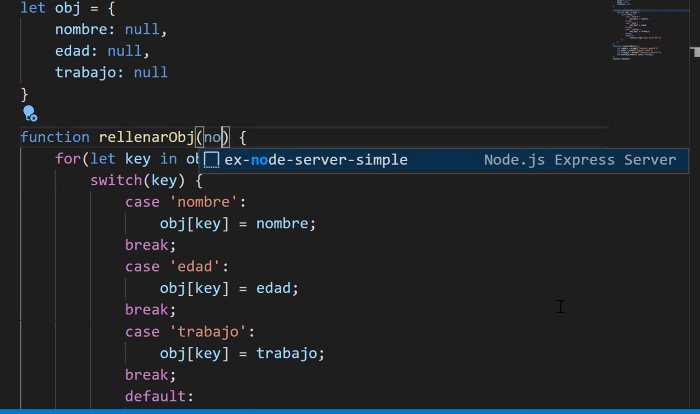 let obj = {
nombre: null,
edad: null,
trabajo: null
}
function rellenarObj(no) {
for(let key in ob
ex-node-server-simple Node.js Express Server
switch(key) {
case 'nombre':
obj[key] = nombre;
break;
case 'edad':
obj[key] = edad;
break;
case 'trabajo':
obj[key] = trabajo;
break;
default: